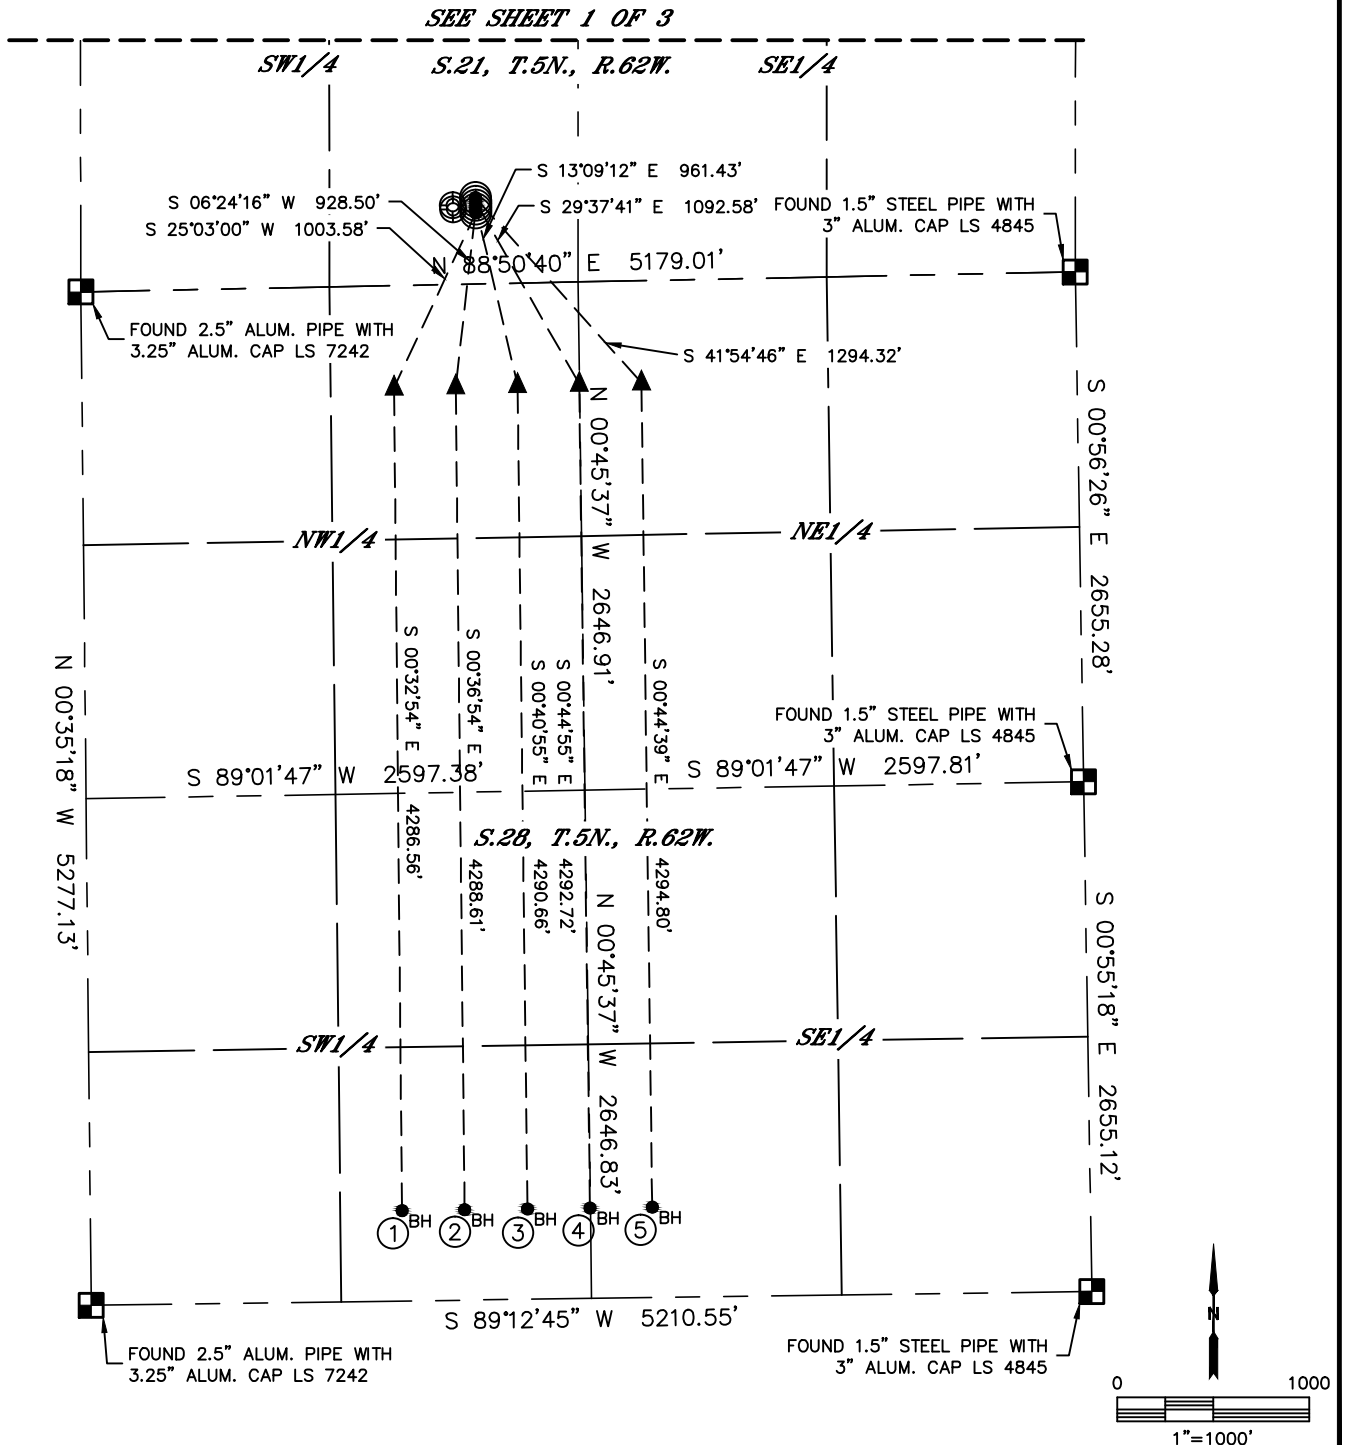 SEE SHEET 1 OF 3
SW1/4
S.21, T.5N., R.62W.
SE1/4
S 13°09'12" E 961.43'
S 06°24'16" W 928.50'
S 29°37'41" E 1092.58'
S 25°03'00" W 1003.58'
FOUND 1.5" STEEL PIPE WITH
3" ALUM. CAP LS 4845
N 88°50'40" E 5179.01'
FOUND 2.5" ALUM. PIPE WITH
3.25" ALUM. CAP LS 7242
S 41°54'46" E 1294.32'
N 00°45'37" W 2646.91'
S 00°56'26" E 2655.28'
NW1/4
NE1/4
N 00°35'18" W 5277.13'
S 00°32'54" E 4286.56'
S 00°36'54" E 4288.61'
S 00°40'55" E 4290.66'
S 00°44'55" E 4292.72'
S 00°44'39" E 4294.80'
FOUND 1.5" STEEL PIPE WITH
3" ALUM. CAP LS 4845
S 89°01'47" W 2597.38'
S 89°01'47" W 2597.81'
S.28, T.5N., R.62W.
N 00°45'37" W 2646.83'
S 00°55'18" E 2655.12'
SW1/4
SE1/4
1 BH
2 BH
3 BH
4 BH
5 BH
S 89°12'45" W 5210.55'
FOUND 2.5" ALUM. PIPE WITH
3.25" ALUM. CAP LS 7242
FOUND 1.5" STEEL PIPE WITH
3" ALUM. CAP LS 4845
N
0 1000
1"=1000'